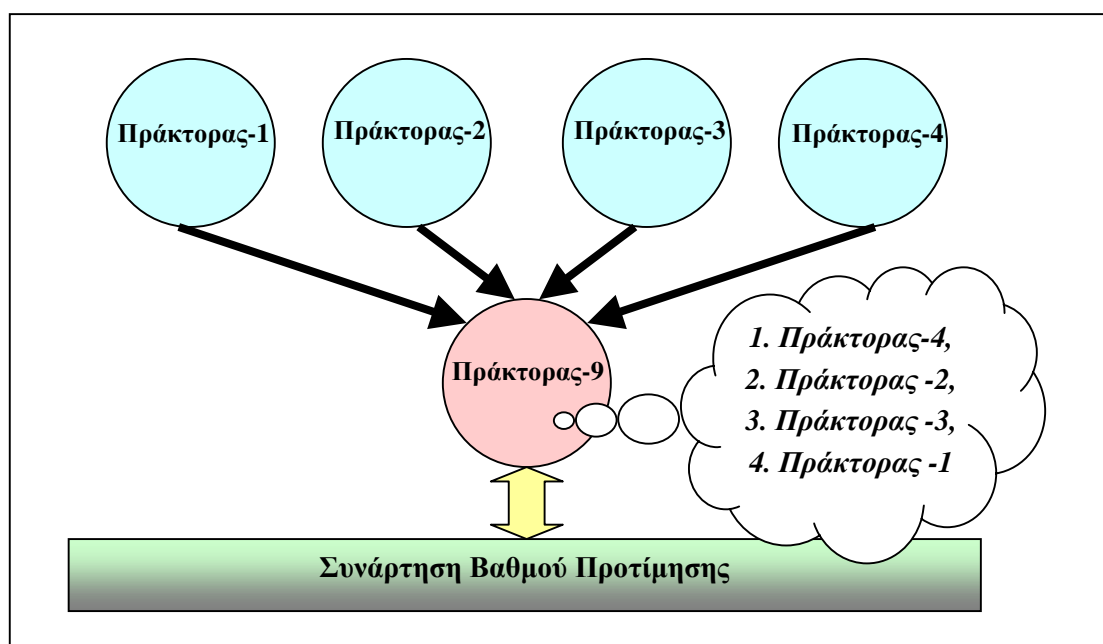 Πράκτορας-1
Πράκτορας-2
Πράκτορας-3
Πράκτορας-4
Πράκτορας-9
1. Πράκτορας-4,
2. Πράκτορας -2,
3. Πράκτορας -3,
4. Πράκτορας -1
Συνάρτηση Βαθμού Προτίμησης